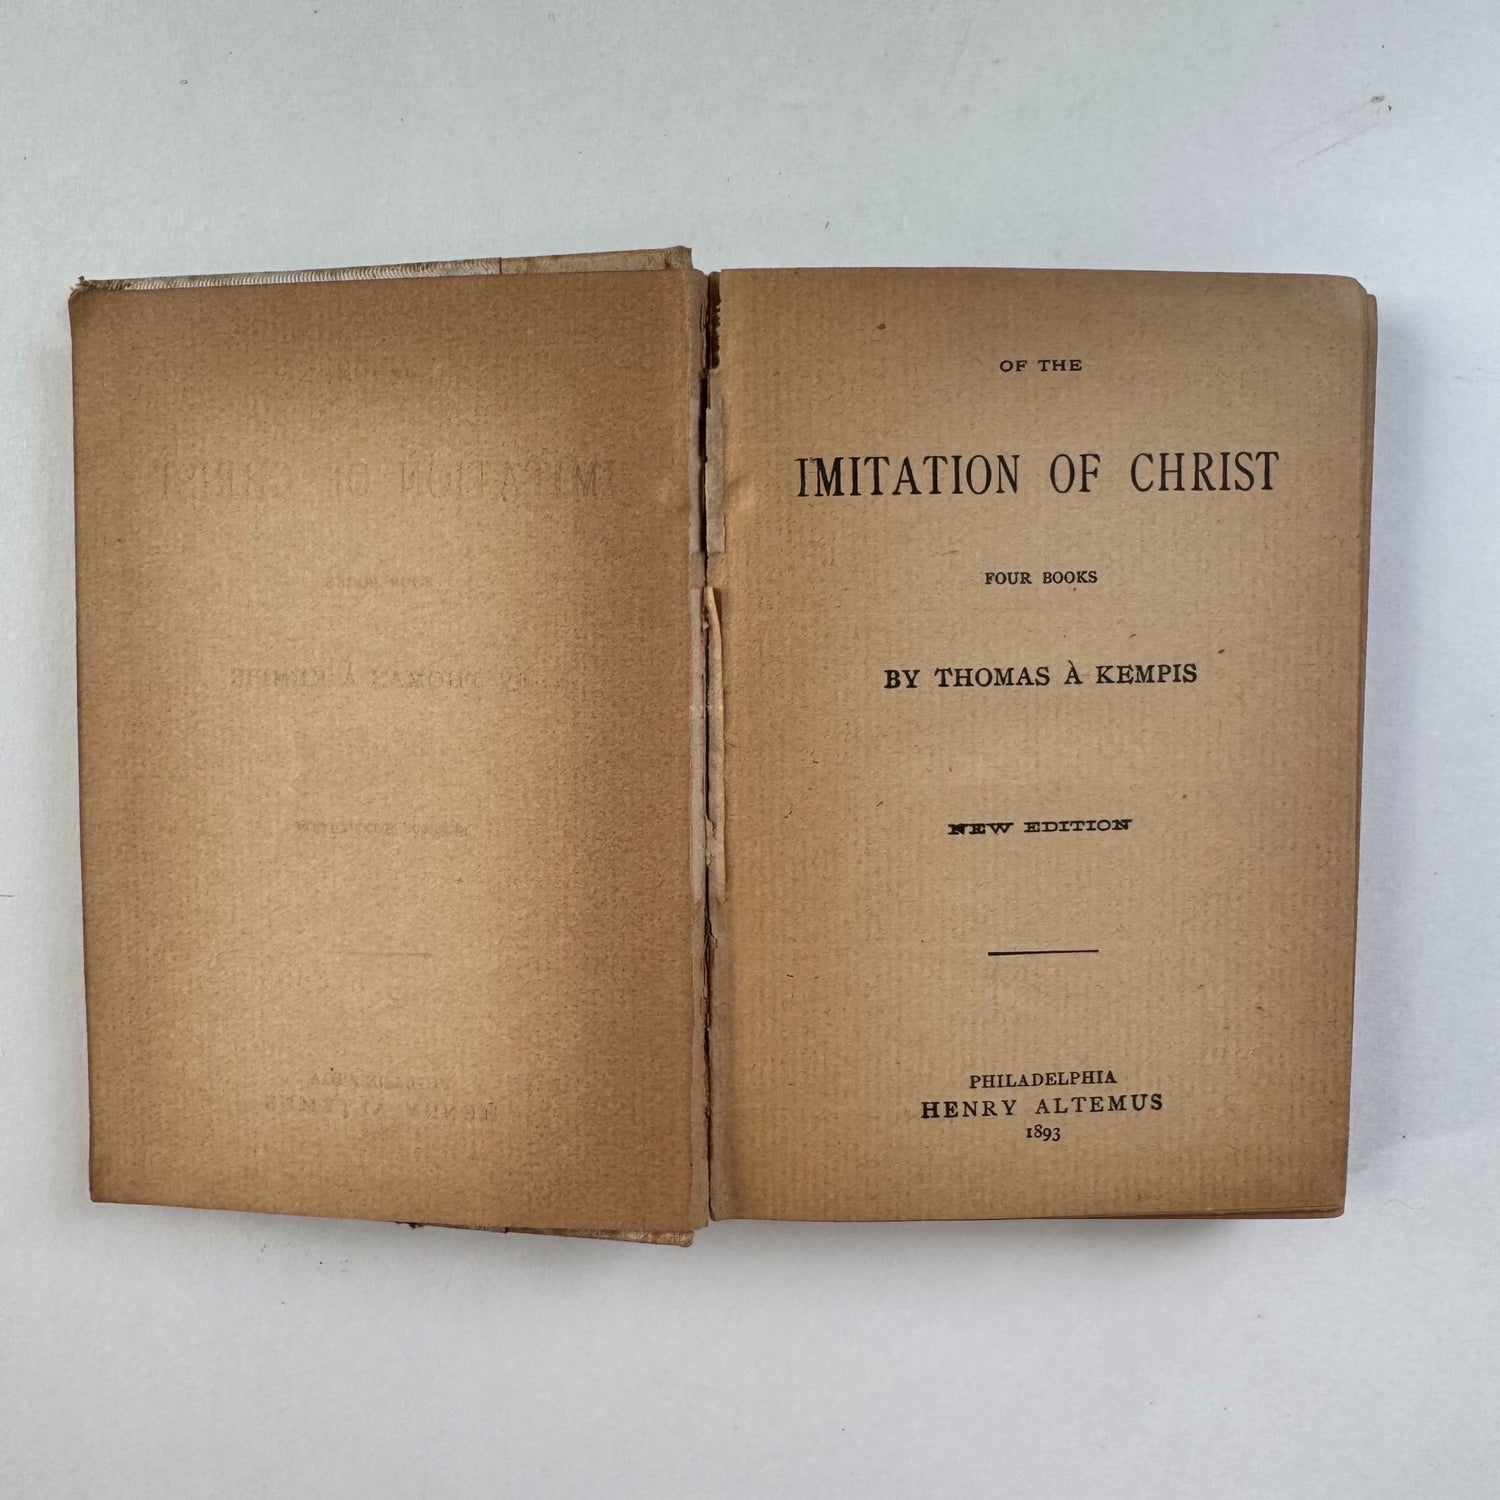 OF THE
IMITATION OF CHRIST
FOUR BOOKS
BY THOMAS À KEMPIS
NEW EDITION
PHILADELPHIA
HENRY ALTEMUS
1893